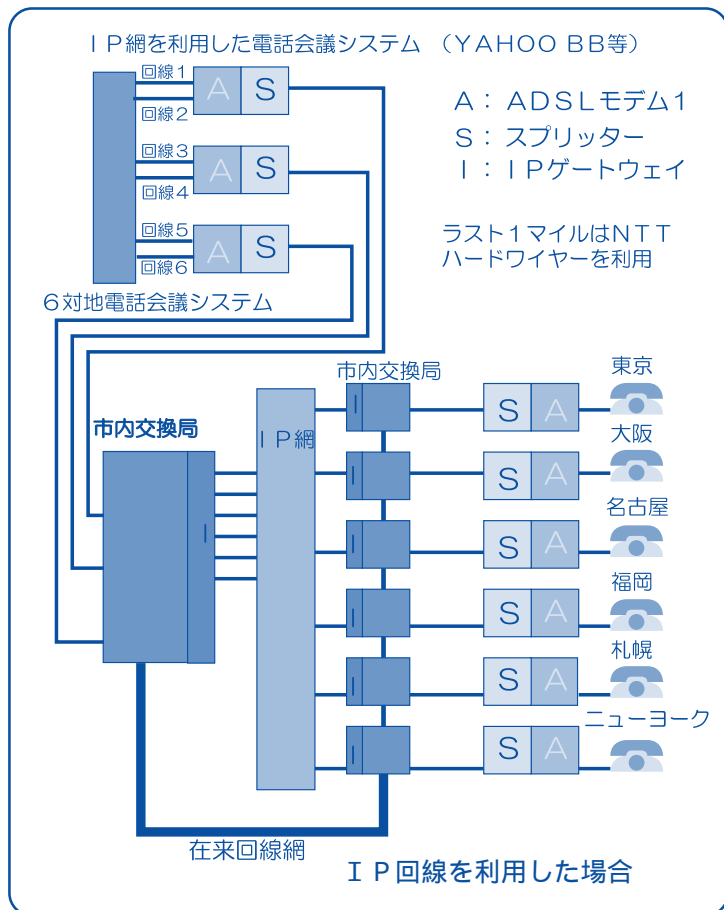 IP網を利用した電話会議システム (YAHOO BB等)
回線1
回線2
A S
回線3
回線4
A S
回線5
回線6
A S
A:ADSLモデム1
S:スプリッター
I:IPゲートウェイ
ラスト1マイルはNTT
ハードワイヤーを利用
6対地電話会議システム
市内交換局
I
IP網
市内交換局
東京
I S A
大阪
I S A
名古屋
I S A
福岡
I S A
札幌
I S A
ニューヨーク
I S A
在来回線網
IP回線を利用した場合